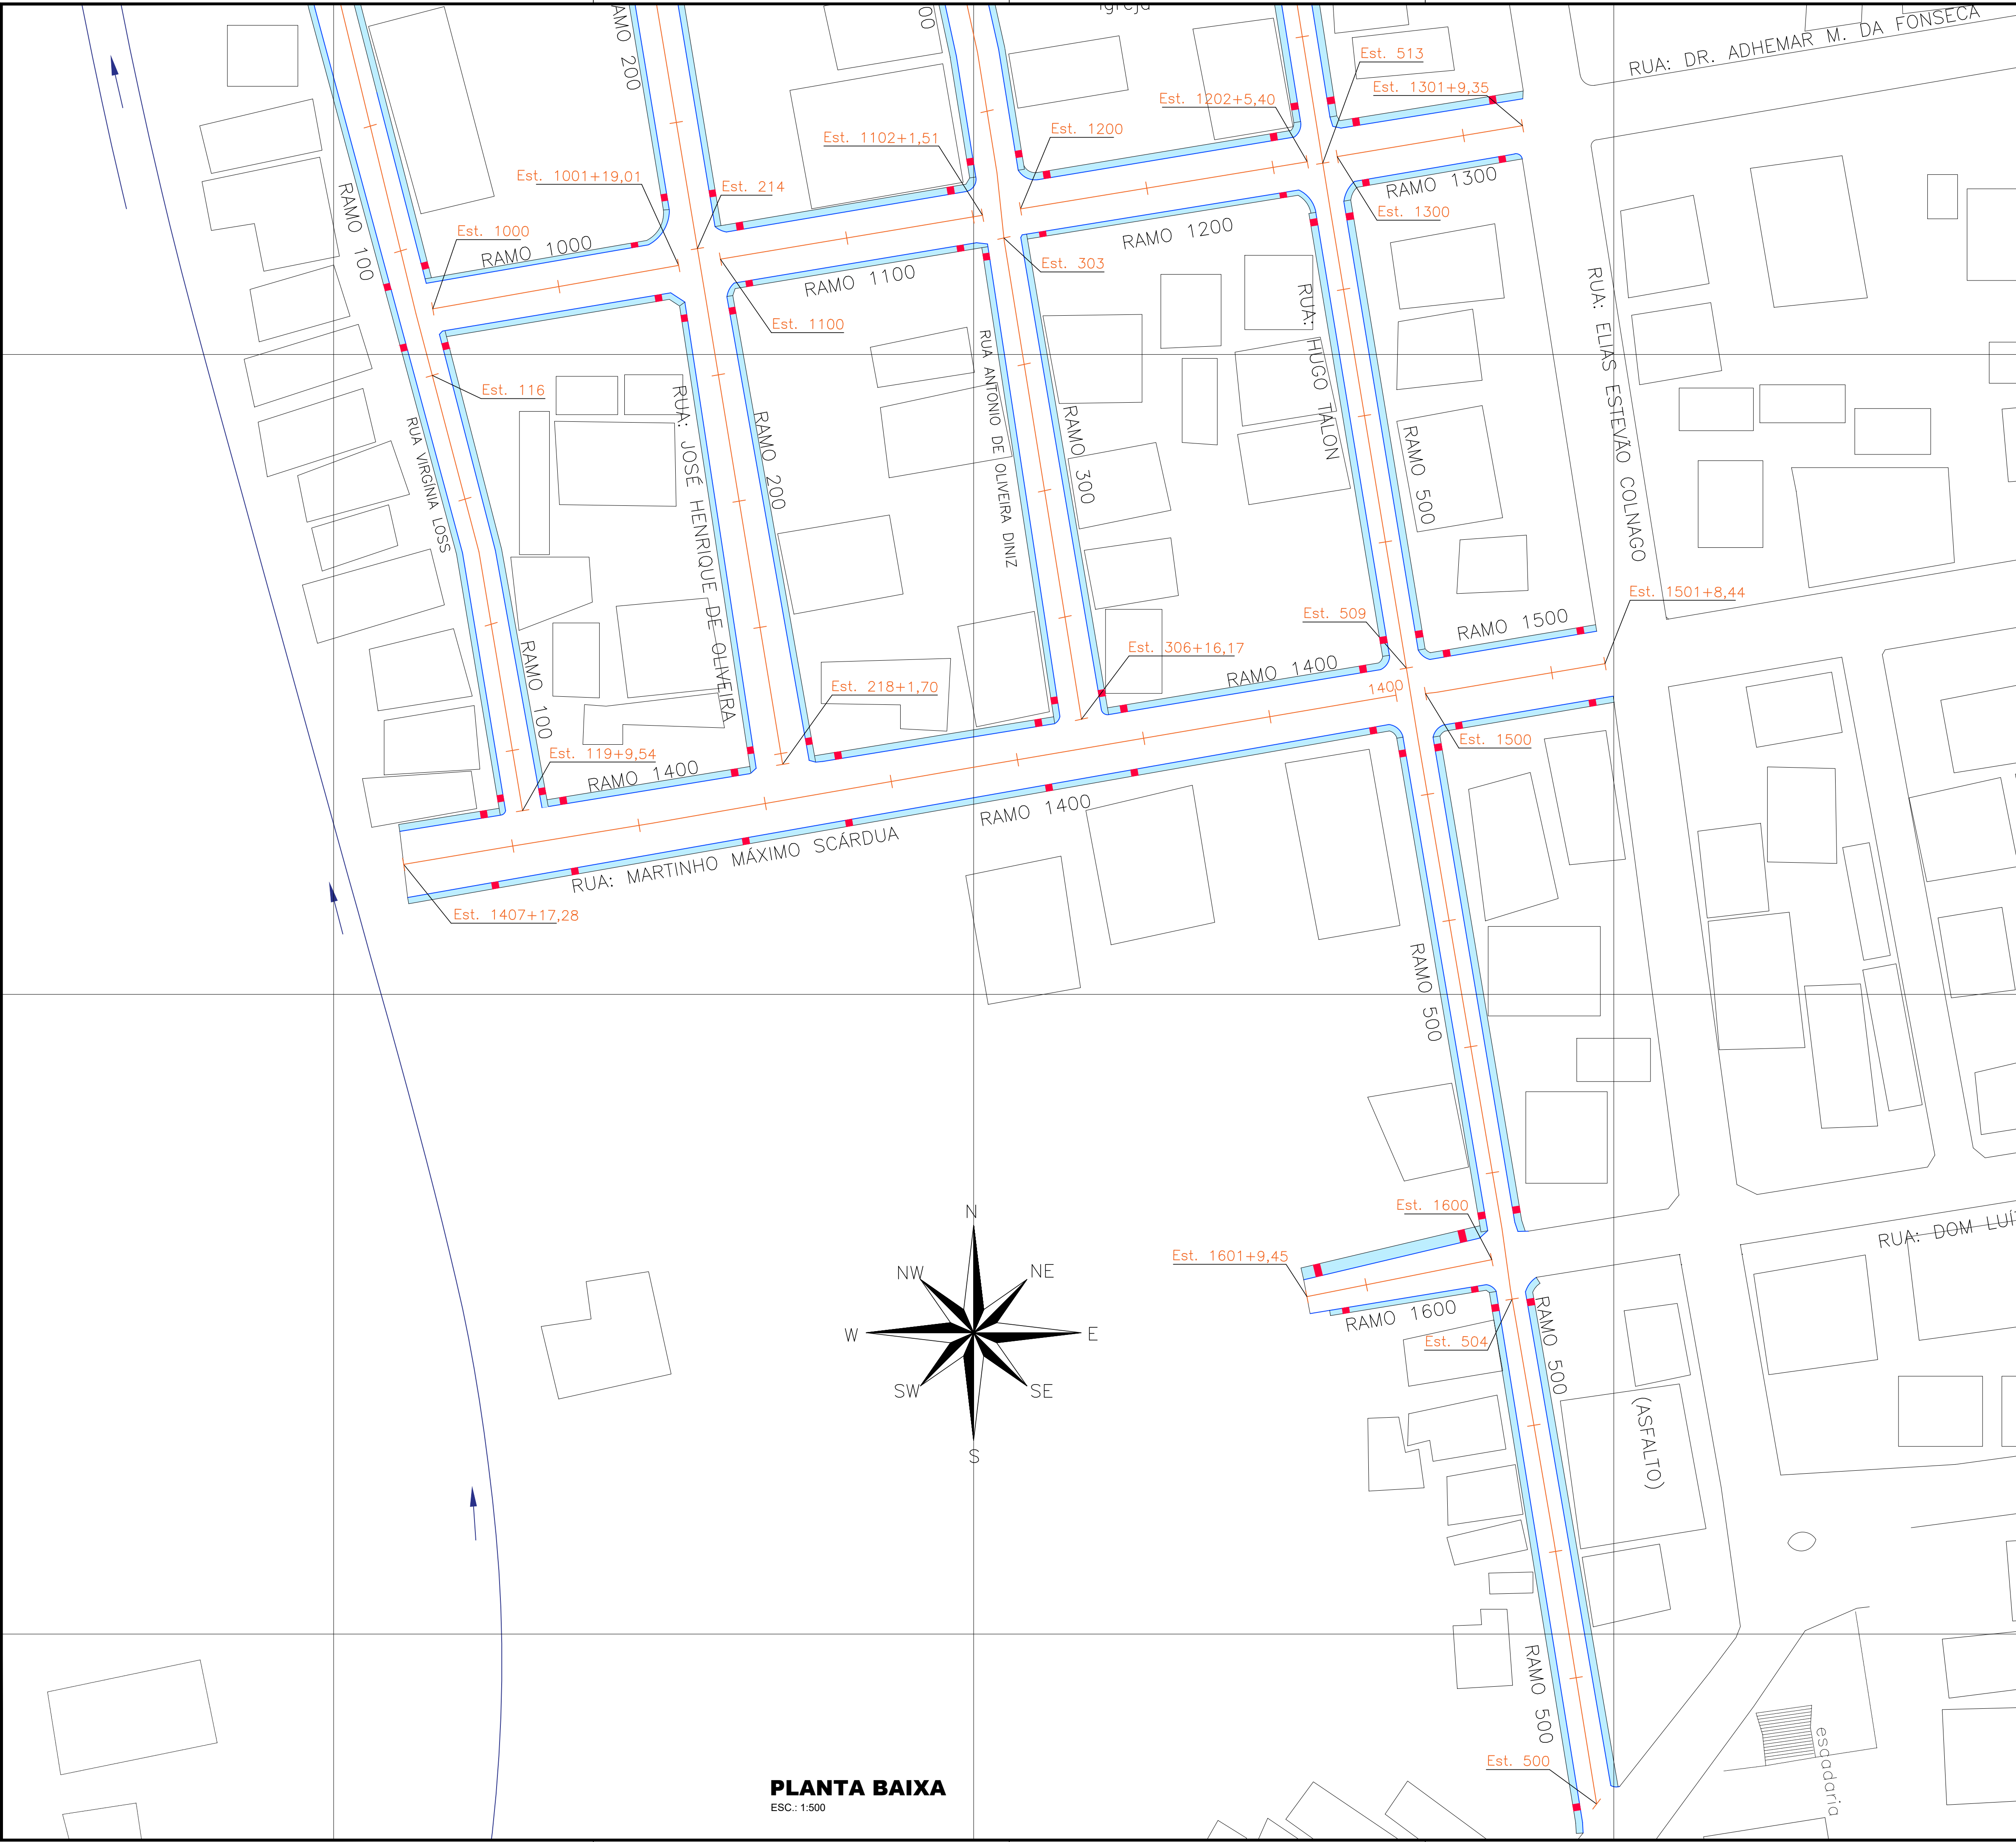 RUA: DR. ADHEMAR M. DA FONSECA
Est. 513
Est. 1301+9,35
Est. 1202+5,40
Est. 1200
Est. 1102+1,51
Est. 1001+19,01
Est. 214
Est. 1000
RAMO 1000
RAMO 100
RAMO 1100
RAMO 1200
RAMO 1300
Est. 1300
Est. 303
Est. 1100
Est. 116
RUA VIRGÍNIA LOSS
RUA: JOSÉ HENRIQUE DE OLIVEIRA
RAMO 200
RUA ANTONIO DE OLIVEIRA DINIZ
RAMO 300
RUA: HUGO TALON
RAMO 500
RUA: ELIAS ESTEVÃO COLNAGO
Est. 1501+8,44
Est. 509
RAMO 1500
Est. 306+16,17
RAMO 1400
1400
Est. 218+1,70
RAMO 100
Est. 119+9,54
RAMO 1400
Est. 1500
RAMO 1400
RUA: MARTINHO MÁXIMO SCÁRDUA
Est. 1407+17,28
RAMO 500
Est. 1600
Est. 1601+9,45
RAMO 1600
Est. 504
RAMO 500
RUA: DOM LUÍ
(ASFALTO)
N
NW
NE
W
E
SW
SE
S
RAMO 500
Est. 500
escadaria
PLANTA BAIXA
ESC.: 1:500